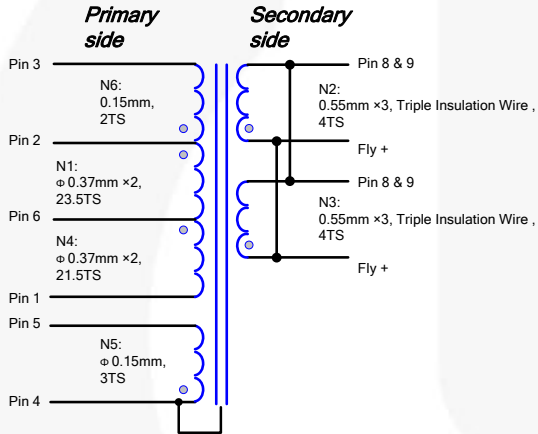 Primary
side
Secondary
side
Pin 3
N6:
0.15mm,
2TS
Pin 2
N1:
Φ 0.37mm ×2,
23.5TS
Pin 6
N4:
Φ 0.37mm ×2,
21.5TS
Pin 1
Pin 5
N5:
Φ 0.15mm,
3TS
Pin 4
Pin 8 & 9
N2:
0.55mm ×3, Triple Insulation Wire ,
4TS
Fly +
Pin 8 & 9
N3:
0.55mm ×3, Triple Insulation Wire ,
4TS
Fly +